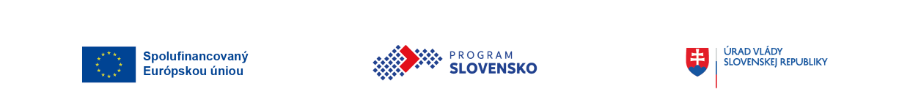 Spolufinancovaný
Európskou úniou
PROGRAM
SLOVENSKO
ÚRAD VLÁDY
SLOVENSKEJ REPUBLIKY